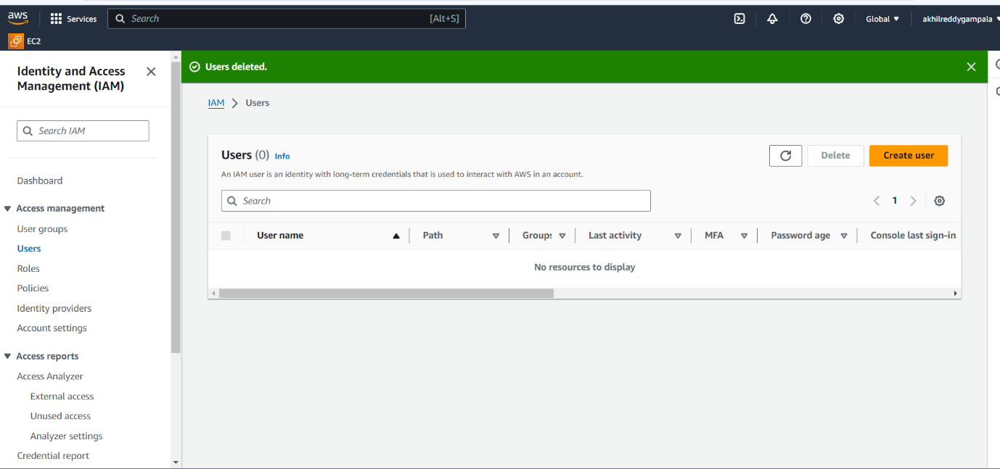 aws
Services
Search
[Alt+S]
Global
akhilreddygampala
EC2
Identity and Access
Management (IAM)
Search IAM
Dashboard
Access management
User groups
Users
Roles
Policies
Identity providers
Account settings
Access reports
Access Analyzer
External access
Unused access
Analyzer settings
Credential report
Users deleted.
IAM > Users
Users (0) Info
Delete
Create user
An IAM user is an identity with long-term credentials that is used to interact with AWS in an account.
Search
1
User name
Path
Groups
Last activity
MFA
Password age
Console last sign-in
No resources to display